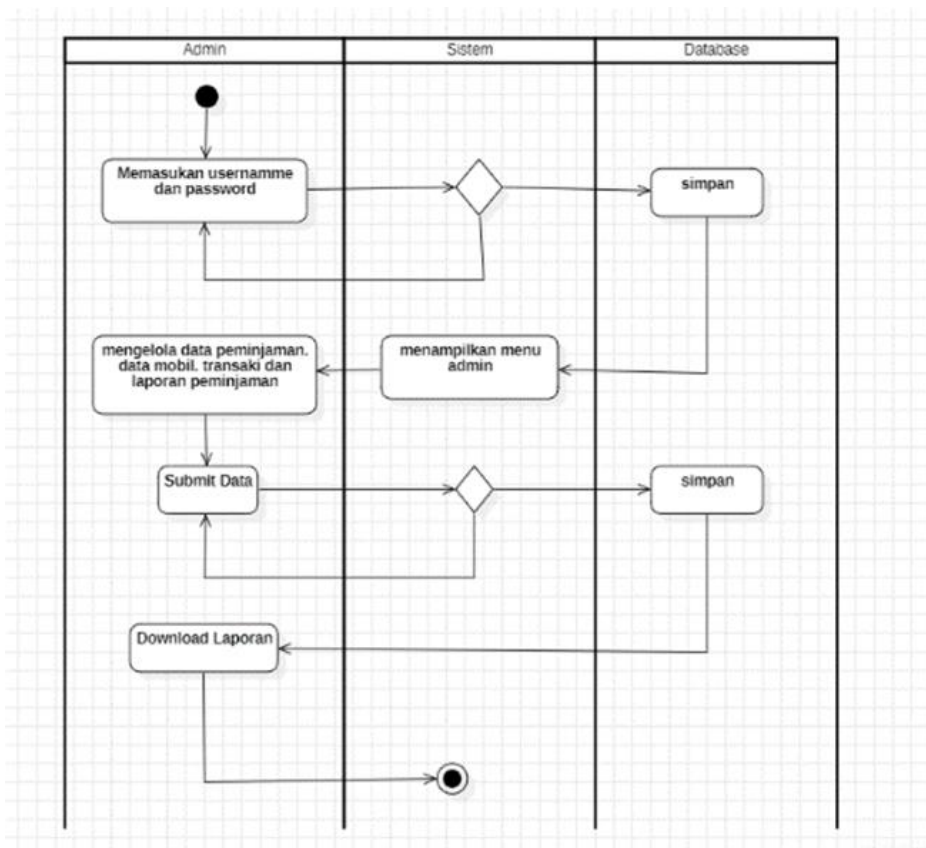 Admin
Sistem
Database
Memasukan usernamme
dan password
simpan
mengelola data peminjaman.
data mobil. transaki dan
laporan peminjaman
menampilkan menu
admin
Submit Data
simpan
Download Laporan